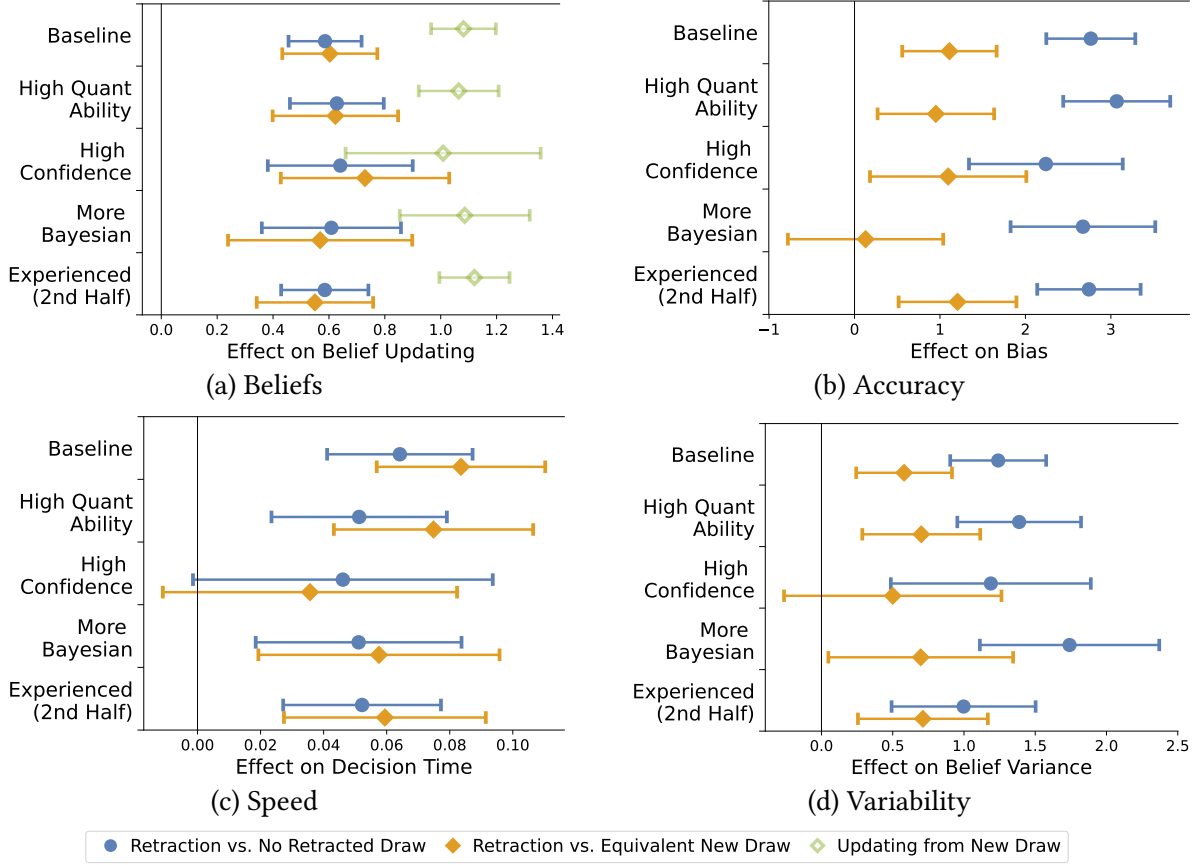 Baseline
High Quant
Ability
High
Confidence
More
Bayesian
Experienced
(2nd Half)
0.0 0.2 0.4 0.6 0.8 1.0 1.2 1.4
Effect on Belief Updating
(a) Beliefs
Baseline
High Quant
Ability
High
Confidence
More
Bayesian
Experienced
(2nd Half)
−1 0 1 2 3
Effect on Bias
(b) Accuracy
Baseline
High Quant
Ability
High
Confidence
More
Bayesian
Experienced
(2nd Half)
0.00 0.02 0.04 0.06 0.08 0.10
Effect on Decision Time
(c) Speed
Baseline
High Quant
Ability
High
Confidence
More
Bayesian
Experienced
(2nd Half)
0.0 0.5 1.0 1.5 2.0 2.5
Effect on Belief Variance
(d) Variability
Retraction vs. No Retracted Draw Retraction vs. Equivalent New Draw Updating from New Draw